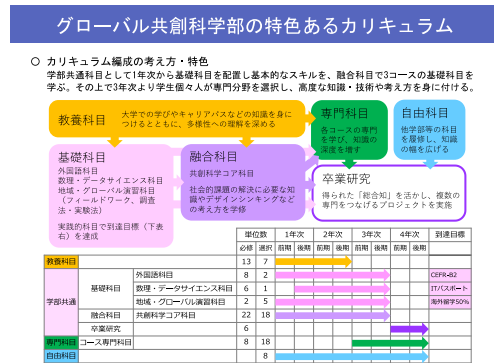 グローバル共創科学部の特色あるカリキュラム
○ カリキュラム編成の考え方・特色
学部共通科目として1年次から基礎科目を配置し基本的なスキルを、融合科目で3コースの基礎科目を
学ぶ。その上で3年次より学生個々人が専門分野を選択し、高度な知識・技術や考え方を身に付ける。
教養科目
大学での学びやキャリアパスなどの知識を身に
つけるとともに、多様性への理解を深める
専門科目
各コースの専門
を学び、知識の
深度を増す
自由科目
他学部等の科目
を履修し、知識
の幅を広げる
基礎科目
外国語科目
数理・データサイエンス科目
地域・グローバル演習科目
（フィールドワーク、調査
法・実験法）
実践的科目で到達目標（下表
右）を達成
融合科目
共創科学コア科目
社会的課題の解決に必要な知
識やデザインシンキングなど
の考え方を学修
卒業研究
得られた「総合知」を活かし、複数の
専門をつなげるプロジェクトを実施
単位数 1年次 2年次 3年次 4年次 到達目標
必修 選択 前期 後期 前期 後期 前期 後期 前期 後期
教養科目 13 7
学部共通 基礎科目 外国語科目 8 2 CEFR-B2
数理・データサイエンス科目 6 1 ITパスポート
地域・グローバル演習科目 2 5 海外留学50%
融合科目 共創科学コア科目 22 18
卒業研究 6
専門科目 コース専門科目 8 18
自由科目 8